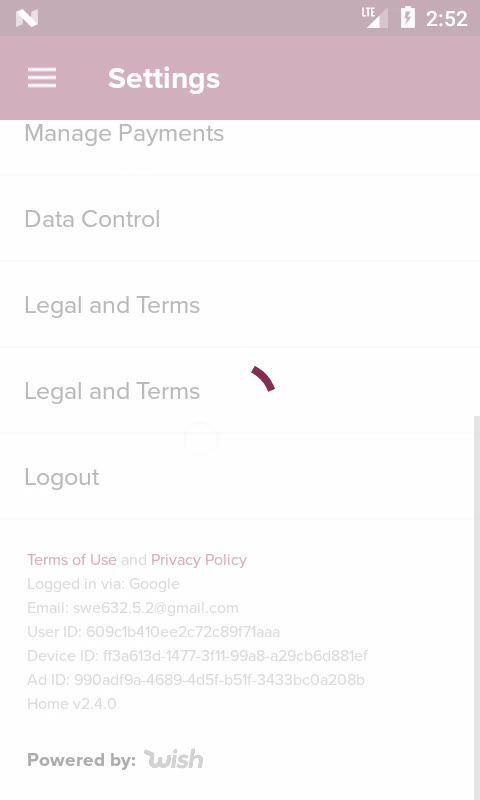 LTE 2:52
Settings
Manage Payments
Data Control
Legal and Terms
Legal and Terms
Logout
Terms of Use and Privacy Policy
Logged in via: Google
Email: swe632.5.2@gmail.com
User ID: 609c1b410ee2c72c89f71aaa
Device ID: ff3a613d-1477-3f11-99a8-a29cb6d881ef
Ad ID: 990adf9a-4689-4d5f-b51f-3433bc0a208b
Home v2.4.0
Powered by: wish